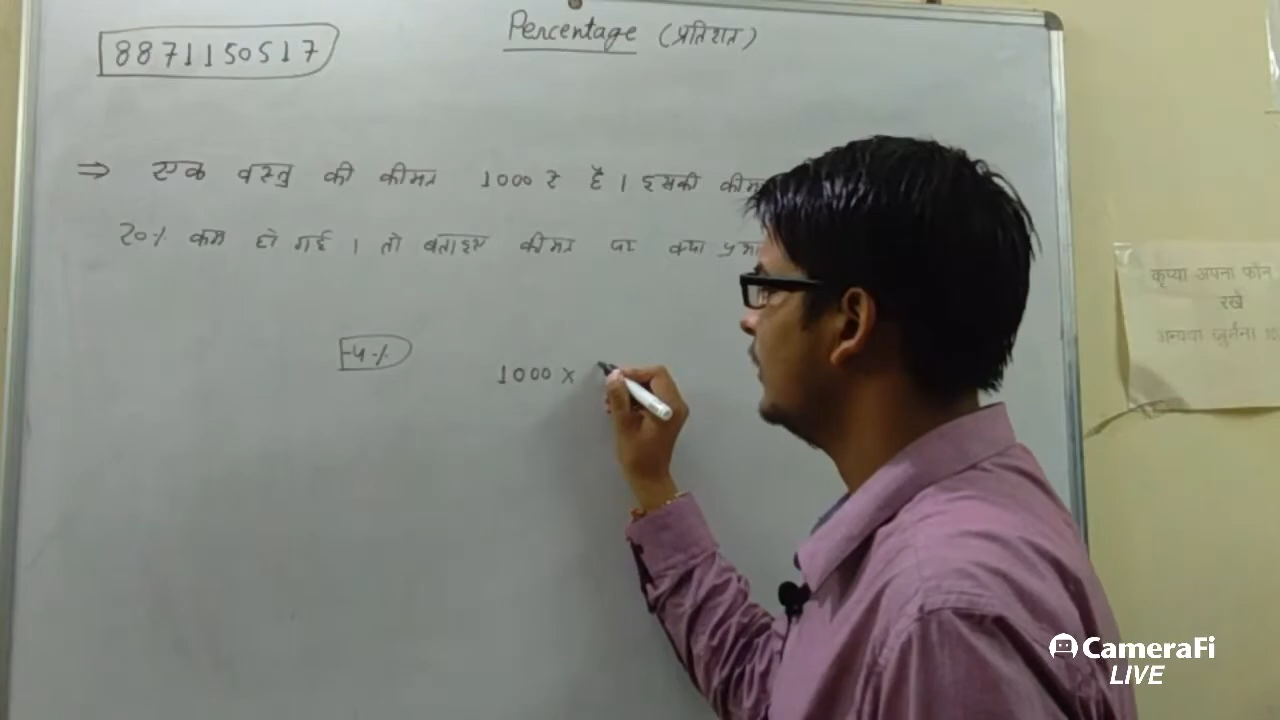 Percentage (प्रतिशत)
8871150517
⇒ एक वस्तु की कीमत 1000 रु है । इसकी
20% कम हो गई । तो बताइए कीमत पर क्या
-4%
1000 ×
कृप्या अपना फोन
रखे
अन्यथा जुर्माना
CameraFi
LIVE